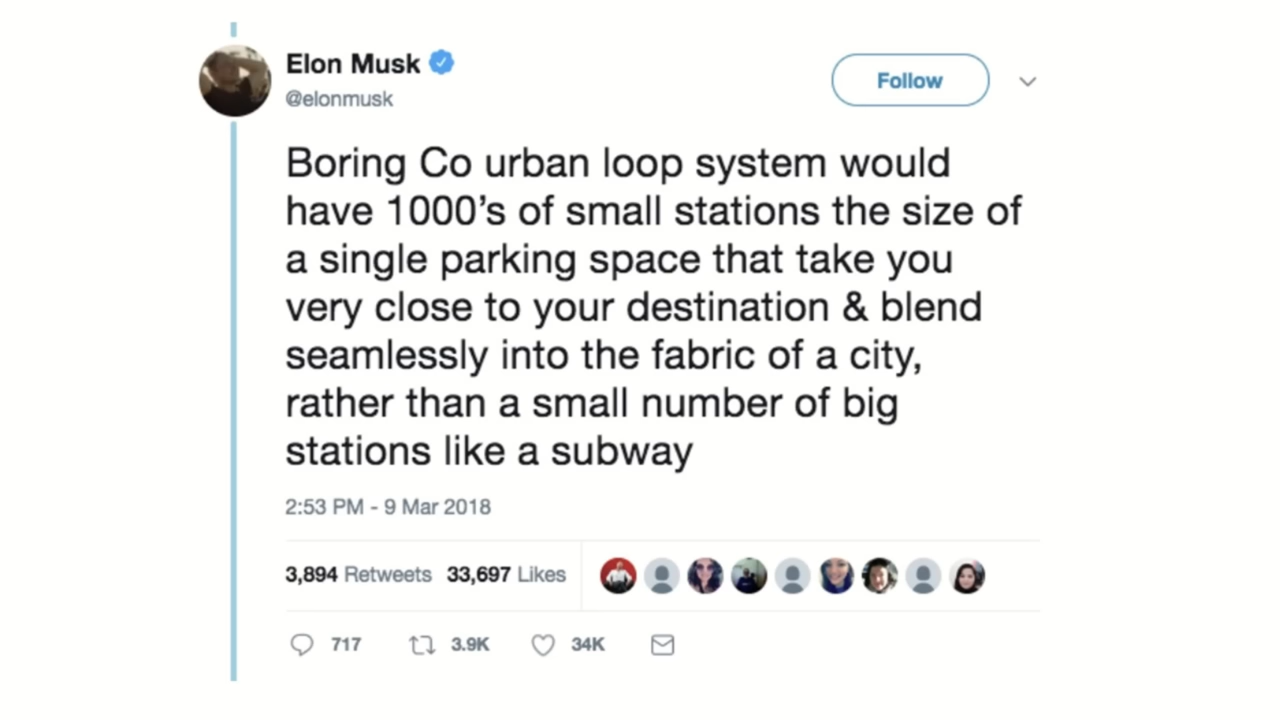 Elon Musk
@elonmusk
Follow
Boring Co urban loop system would
have 1000's of small stations the size of
a single parking space that take you
very close to your destination & blend
seamlessly into the fabric of a city,
rather than a small number of big
stations like a subway
2:53 PM - 9 Mar 2018
3,894 Retweets 33,697 Likes
717 3.9K 34K